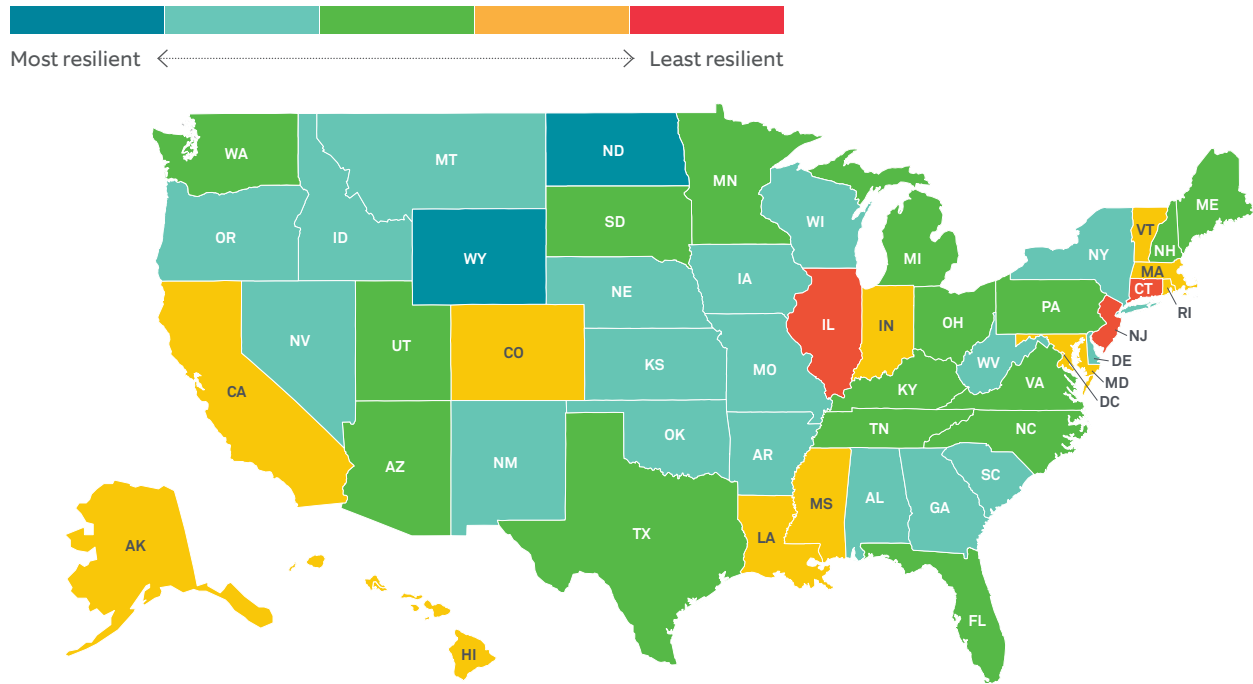 Most resilient
Least resilient
WA
MT
ND
MN
ME
OR
ID
WY
SD
WI
MI
NY
VT
NH
MA
CT
RI
NV
UT
CO
NE
IA
IL
IN
OH
PA
NJ
CA
KS
MO
WV
VA
DE
MD
DC
KY
AZ
NM
OK
AR
TN
NC
SC
TX
LA
MS
AL
GA
FL
AK
HI